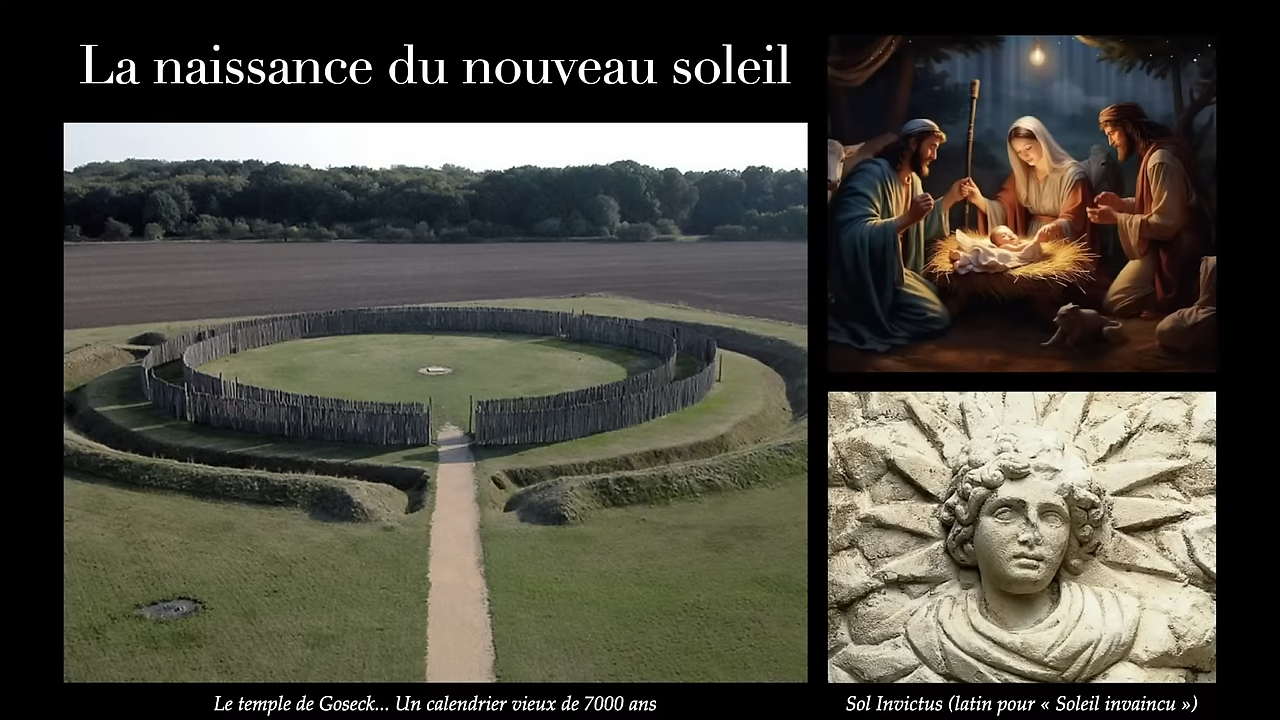 La naissance du nouveau soleil
Le temple de Goseck... Un calendrier vieux de 7000 ans
Sol Invictus (latin pour « Soleil invaincu »)